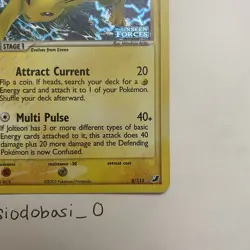 UNSEEN
FORCES
STAGE 1
Evolves from Eevee
Attract Current 20
Flip a coin. If heads, search your deck for a
Energy card and attach it to 1 of your Pokémon.
Shuffle your deck afterward.
Multi Pulse 40+
If Jolteon has 3 or more different types of basic
Energy cards attached to it, this attack does 40
damage plus 20 more damage and the Defending
Pokémon is now Confused.
weakness
resistance -30
retreat cost
siodobasi_0